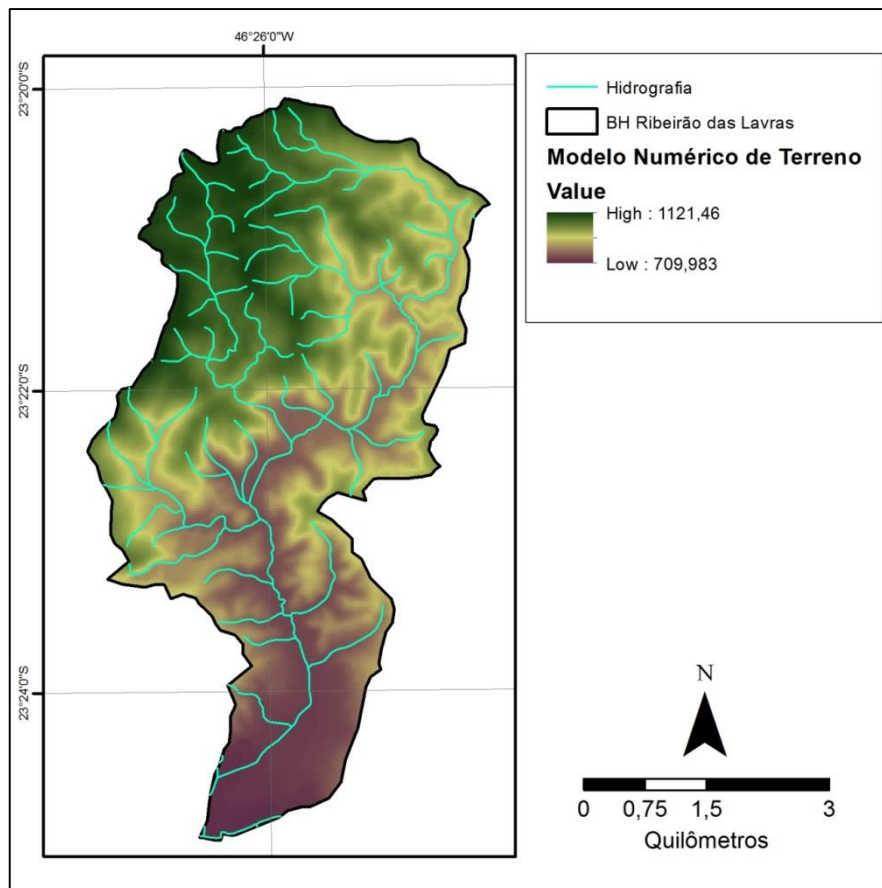 46°26'0"W
23°20'0"S
23°22'0"S
23°24'0"S
Hidrografia
BH Ribeirão das Lavras
Modelo Numérico de Terreno
Value
High : 1121,46
Low : 709,983
N
0 0,75 1,5 3
Quilômetros